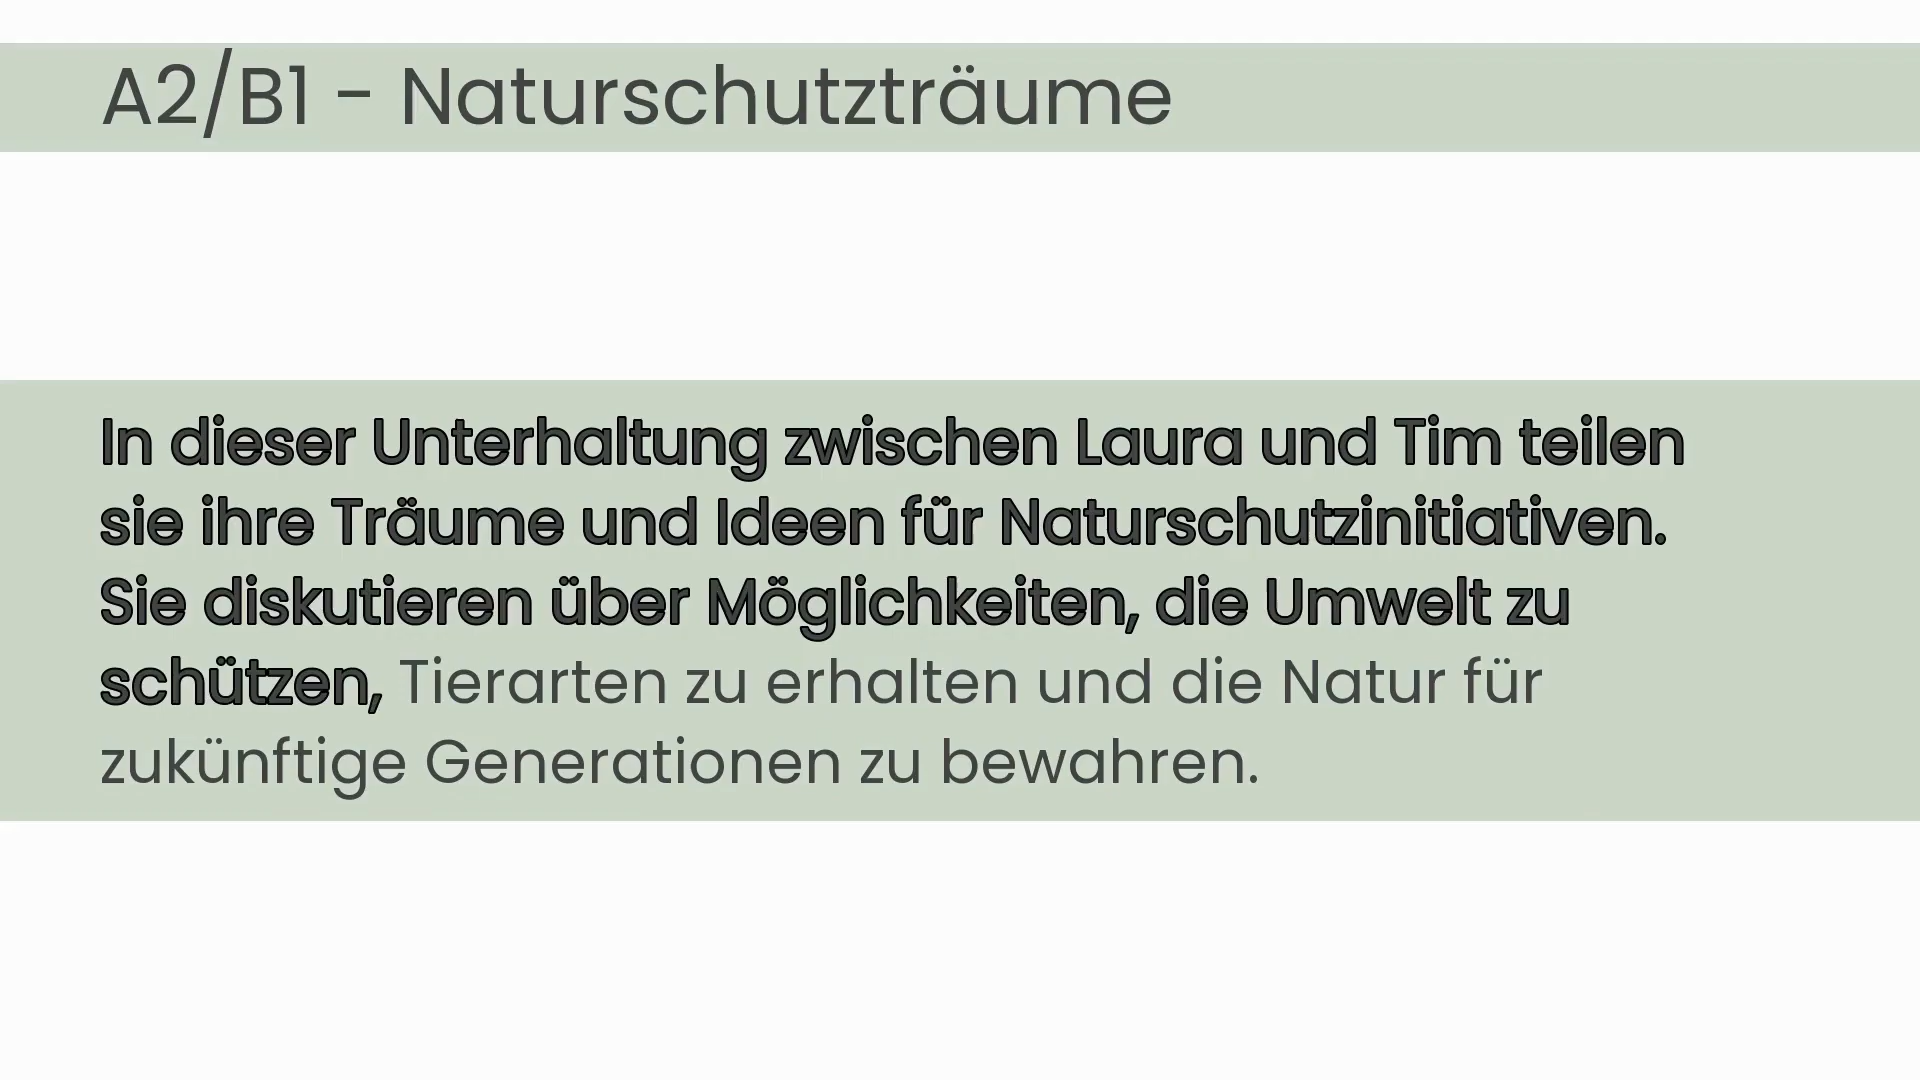 A2/B1 - Naturschutzträume
In dieser Unterhaltung zwischen Laura und Tim teilen
sie ihre Träume und Ideen für Naturschutzinitiativen.
Sie diskutieren über Möglichkeiten, die Umwelt zu
schützen, Tierarten zu erhalten und die Natur für
zukünftige Generationen zu bewahren.